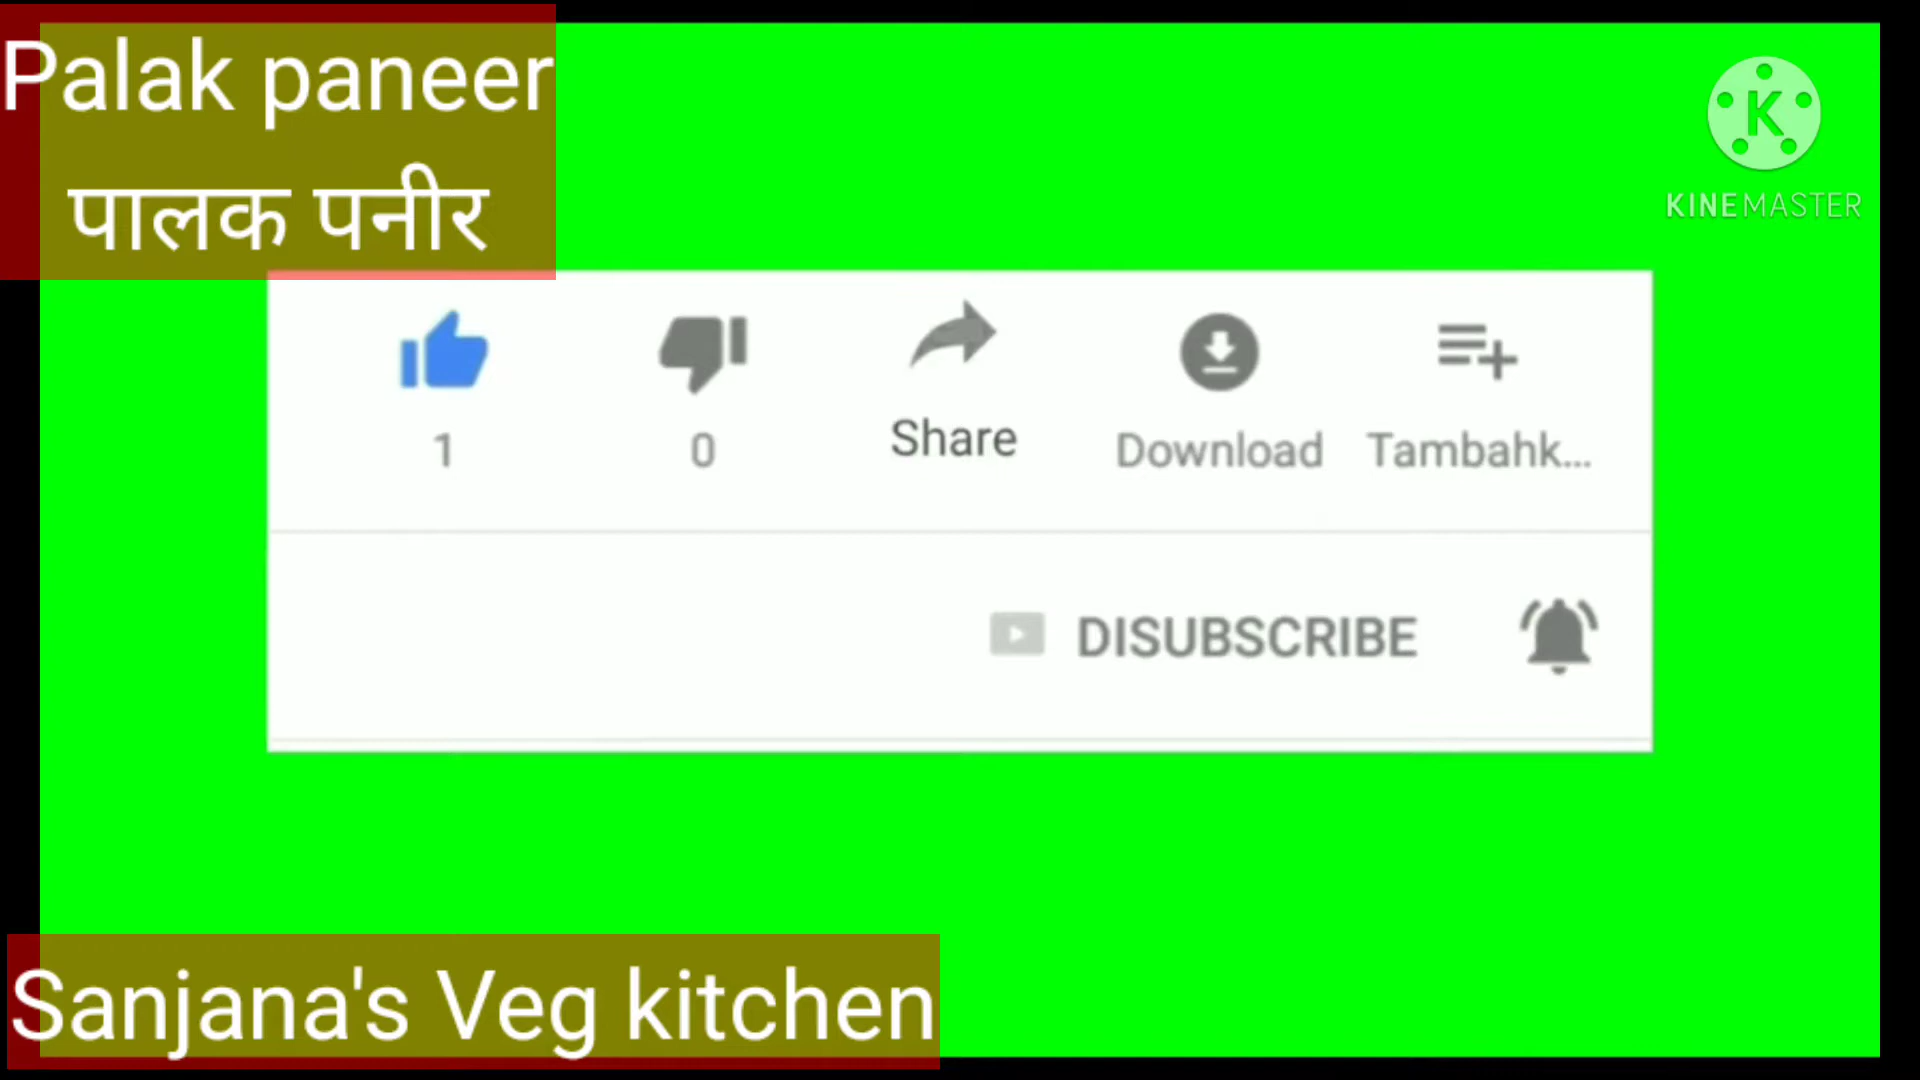 Palak paneer
पालक पनीर
KINEMASTER
1
0
Share
Download
Tambahk...
DISUBSCRIBE
Sanjana's Veg kitchen